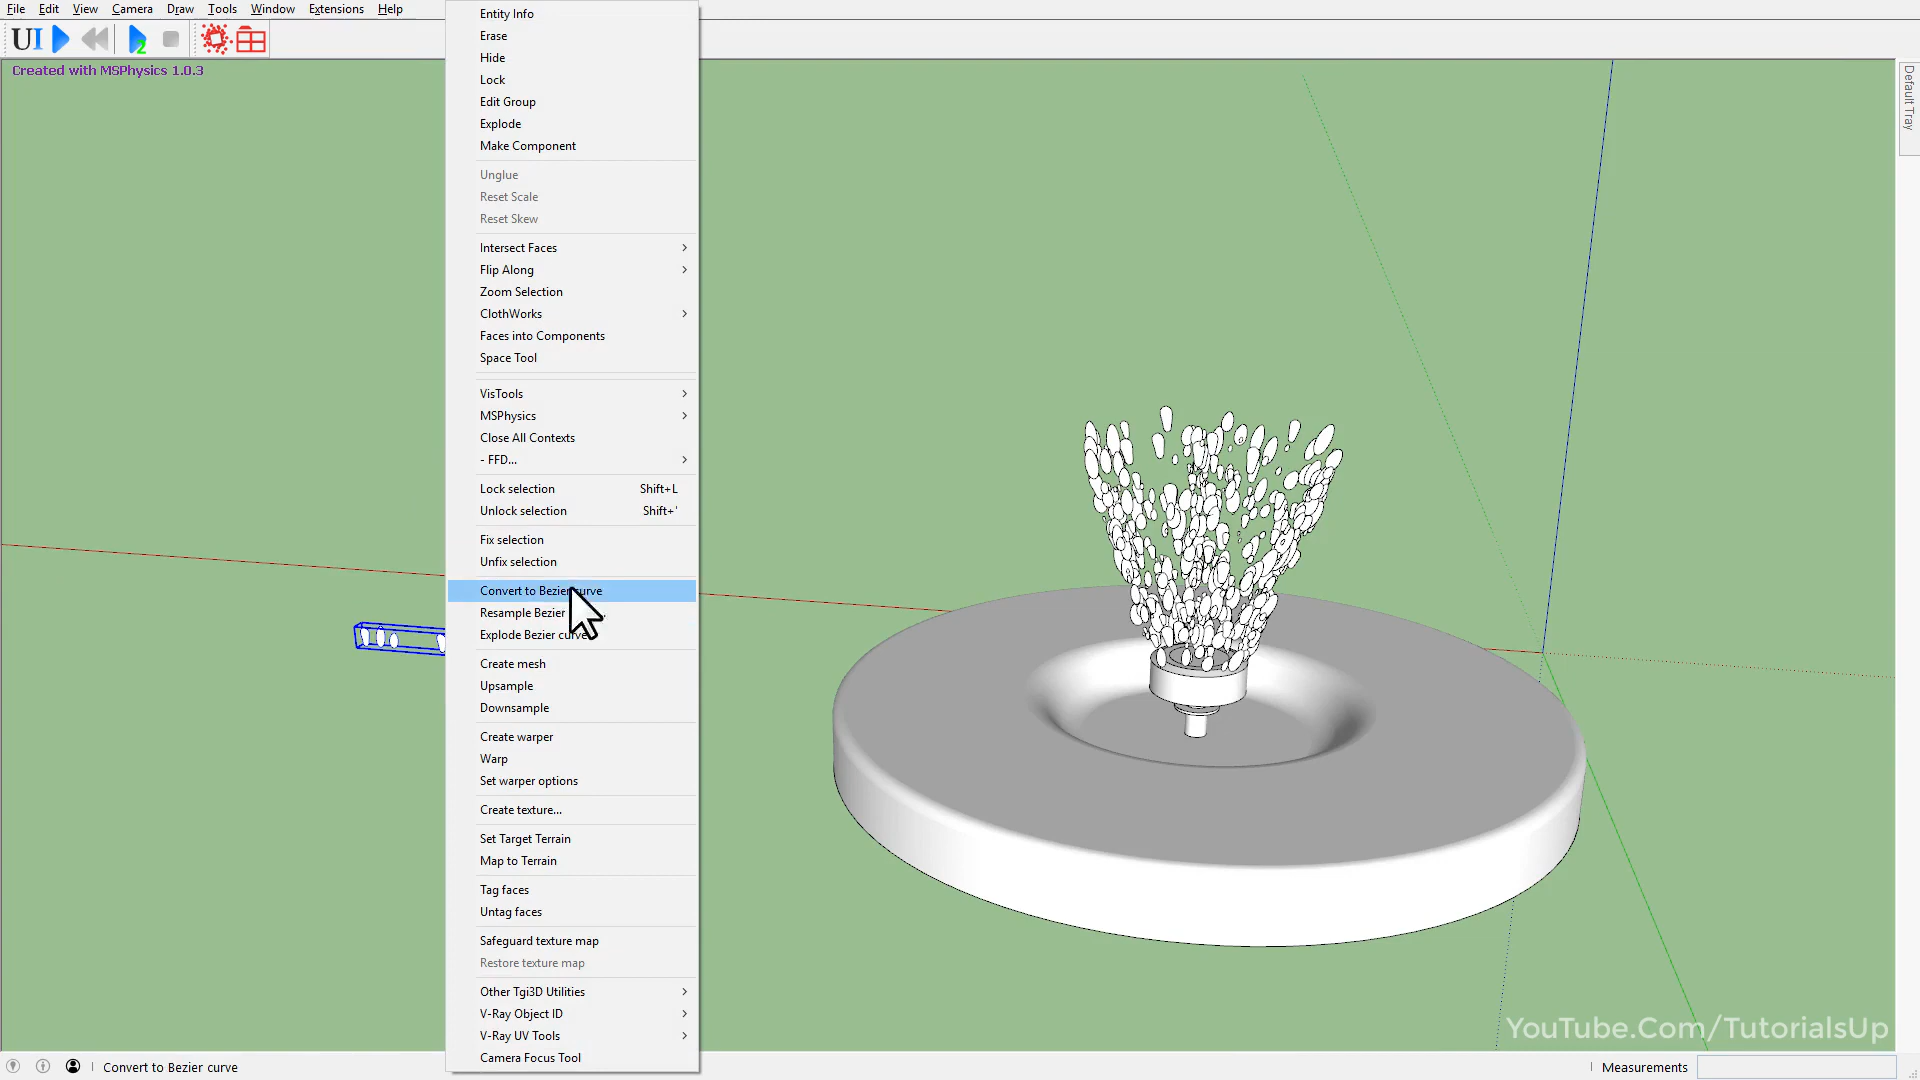 File Edit View Camera Draw Tools Window Extensions Help
UI
2
Created with MSPhysics 1.0.3
Default Tray
Entity Info
Erase
Hide
Lock
Edit Group
Explode
Make Component
Unglue
Reset Scale
Reset Skew
Intersect Faces
Flip Along
Zoom Selection
ClothWorks
Faces into Components
Space Tool
VisTools
MSPhysics
Close All Contexts
- FFD...
Lock selection Shift+L
Unlock selection Shift+'
Fix selection
Unfix selection
Convert to Bezier curve
Resample Bezier
Explode Bezier curve
Create mesh
Upsample
Downsample
Create warper
Warp
Set warper options
Create texture...
Set Target Terrain
Map to Terrain
Tag faces
Untag faces
Safeguard texture map
Restore texture map
Other Tgi3D Utilities
V-Ray Object ID
V-Ray UV Tools
Camera Focus Tool
YouTube.Com/TutorialsUp
Convert to Bezier curve
Measurements